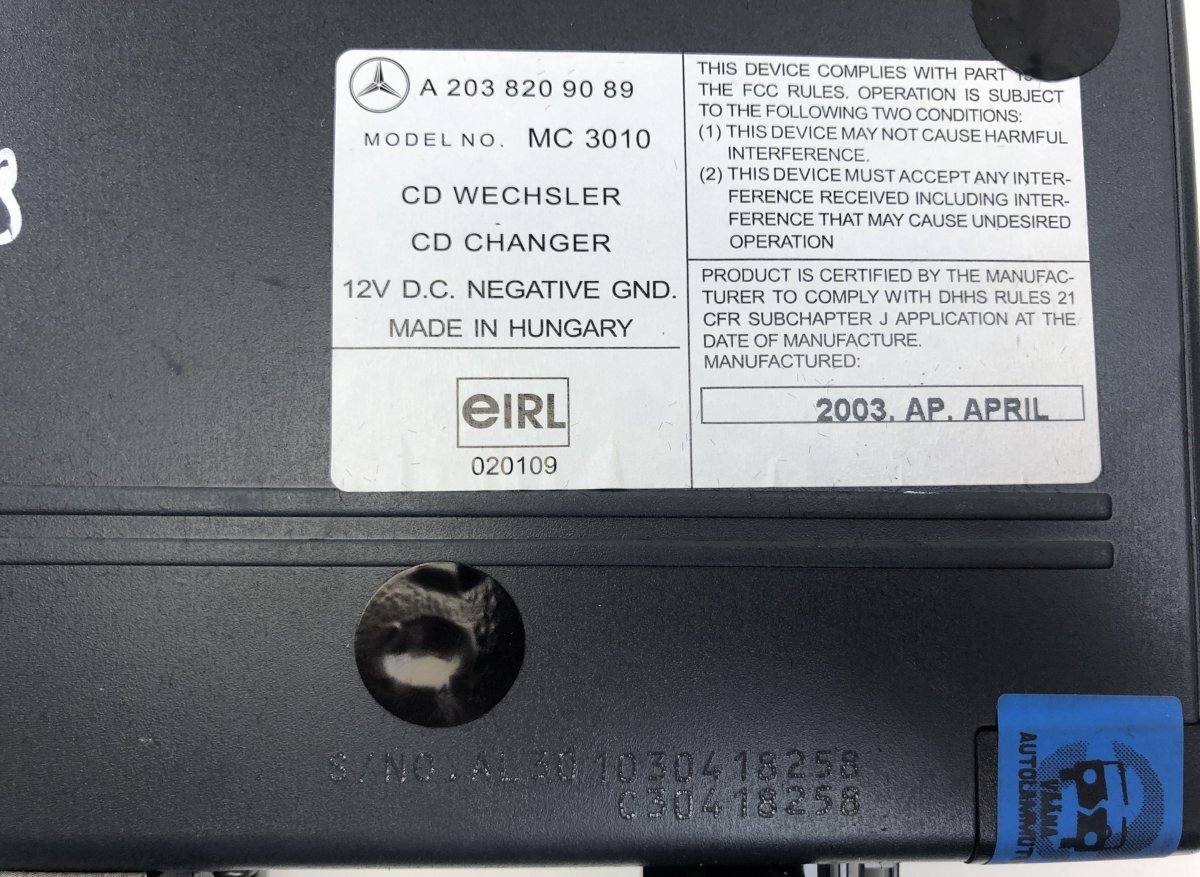 A 203 820 90 89
MODEL NO. MC 3010
CD WECHSLER
CD CHANGER
12V D.C. NEGATIVE GND.
MADE IN HUNGARY
eIRL
020109
THIS DEVICE COMPLIES WITH PART
THE FCC RULES. OPERATION IS SUBJECT
TO THE FOLLOWING TWO CONDITIONS:
(1) THIS DEVICE MAY NOT CAUSE HARMFUL
INTERFERENCE.
(2) THIS DEVICE MUST ACCEPT ANY INTER-
FERENCE RECEIVED INCLUDING INTER-
FERENCE THAT MAY CAUSE UNDESIRED
OPERATION
PRODUCT IS CERTIFIED BY THE MANUFAC-
TURER TO COMPLY WITH DHHS RULES 21
CFR SUBCHAPTER J APPLICATION AT THE
DATE OF MANUFACTURE.
MANUFACTURED:
2003. AP. APRIL
S/NO.AL301030418258
C30418258
VÄÄNA